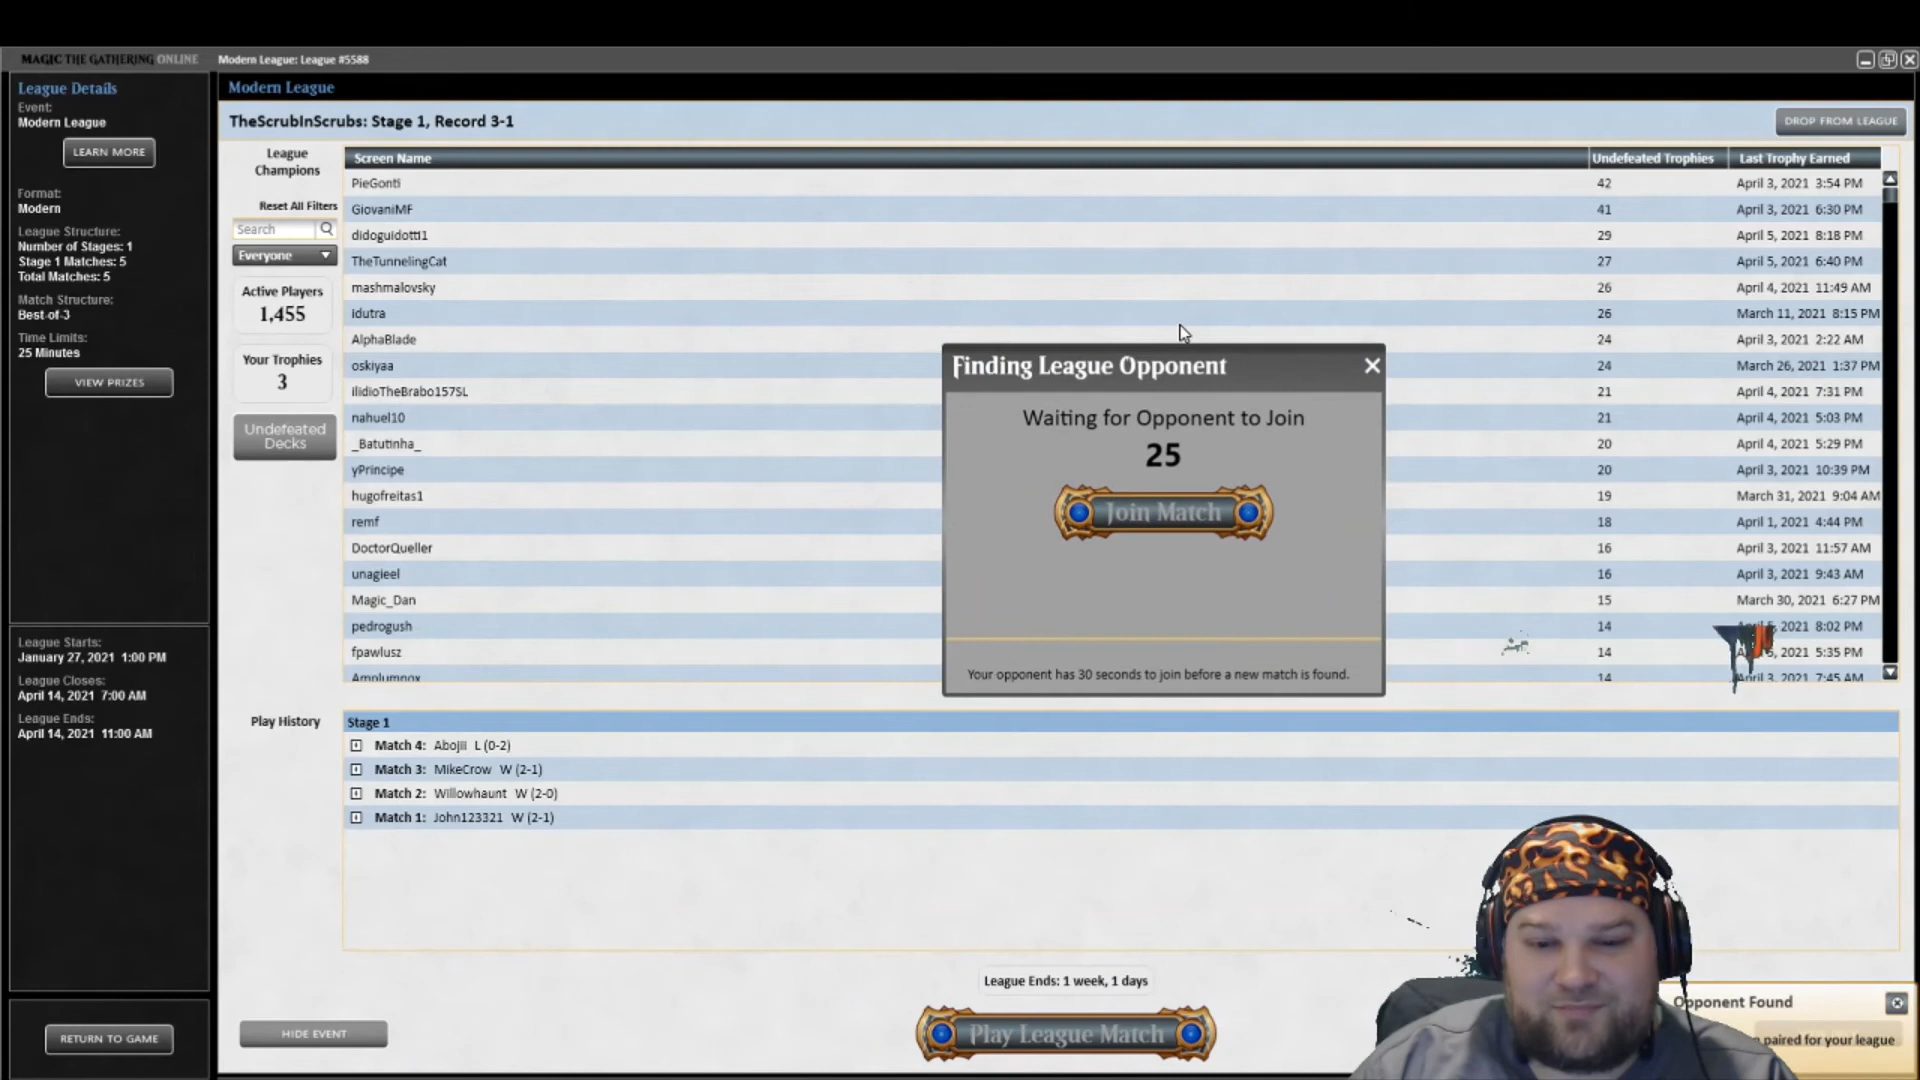 MAGIC THE GATHERING ONLINE
Modern League: League #5588
League Details
Event:
Modern League
LEARN MORE
Format:
Modern
League Structure:
Number of Stages: 1
Stage 1 Matches: 5
Total Matches: 5
Match Structure:
Best-of-3
Time Limits:
25 Minutes
VIEW PRIZES
League Starts:
January 27, 2021 1:00 PM
League Closes:
April 14, 2021 7:00 AM
League Ends:
April 14, 2021 11:00 AM
RETURN TO GAME
Modern League
TheScrubInScrubs: Stage 1, Record 3-1
DROP FROM LEAGUE
League
Champions
Reset All Filters
Search
Everyone
Active Players
1,455
Your Trophies
3
Undefeated
Decks
Screen Name Undefeated Trophies Last Trophy Earned
PieGonti 42 April 3, 2021 3:54 PM
GiovaniMF 41 April 3, 2021 6:30 PM
didoguidotti1 29 April 5, 2021 8:18 PM
TheTunnelingCat 27 April 5, 2021 6:40 PM
mashmalovsky 26 April 4, 2021 11:49 AM
idutra 26 March 11, 2021 8:15 PM
AlphaBlade 24 April 3, 2021 2:22 AM
oskiyaa 24 March 26, 2021 1:37 PM
ilidioTheBrabo157SL 21 April 4, 2021 7:31 PM
nahuel10 21 April 4, 2021 5:03 PM
_Batutinha_ 20 April 4, 2021 5:29 PM
yPrincipe 20 April 3, 2021 10:39 PM
hugofreitas1 19 March 31, 2021 9:04 AM
remf 18 April 1, 2021 4:44 PM
DoctorQueller 16 April 3, 2021 11:57 AM
unagieel 16 April 3, 2021 9:43 AM
Magic_Dan 15 March 30, 2021 6:27 PM
pedrogush 14 2021 8:02 PM
fpawlusz 14 2021 5:35 PM
Amplumnox 14 2021 7:45 AM
Finding League Opponent
Waiting for Opponent to Join
25
Join Match
Your opponent has 30 seconds to join before a new match is found.
Play History
Stage 1
Match 4: Abojii L (0-2)
Match 3: MikeCrow W (2-1)
Match 2: Willowhaunt W (2-0)
Match 1: John123321 W (2-1)
League Ends: 1 week, 1 days
HIDE EVENT
Play League Match
Opponent Found
paired for your league